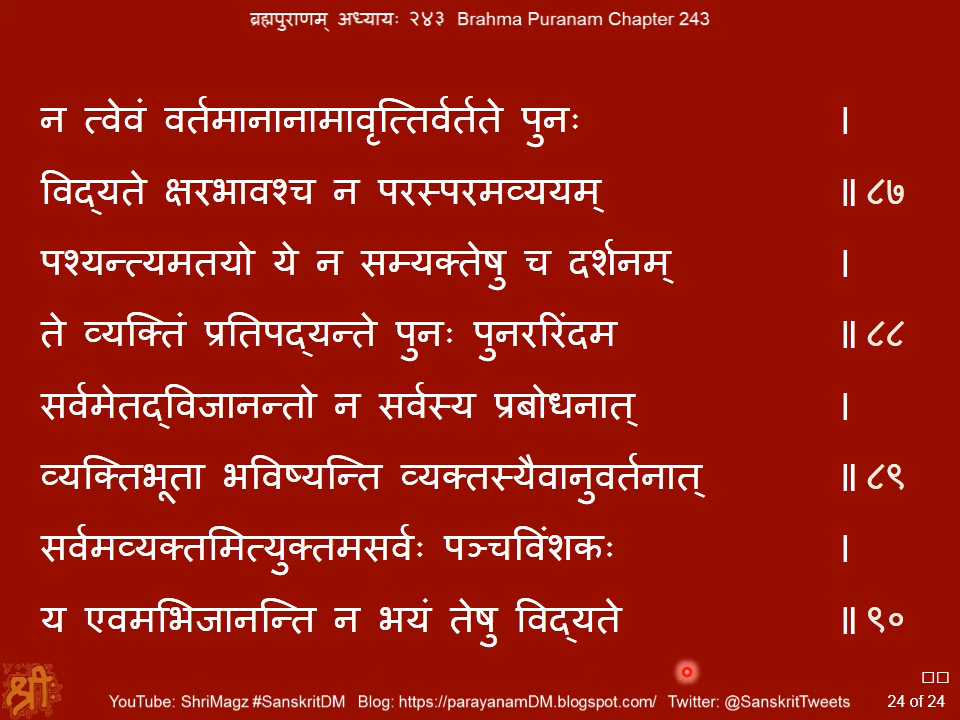 ब्रह्मपुराणम् अध्यायः २४३ Brahma Puranam Chapter 243
न त्वेवं वर्तमानानामावृत्तिर्वर्तते पुनः ।
विद्यते क्षरभावश्च न परस्परमव्ययम् ॥ ८७
पश्यन्त्यमतयो ये न सम्यक्तेषु च दर्शनम् ।
ते व्यक्तिं प्रतिपद्यन्ते पुनः पुनररिंदम ॥ ८८
सर्वमेतद्विजानन्तो न सर्वस्य प्रबोधनात् ।
व्यक्तिभूता भविष्यन्ति व्यक्तस्यैवानुवर्तनात् ॥ ८९
सर्वमव्यक्तमित्युक्तमसर्वः पञ्चविंशकः ।
य एवमभिजानन्ति न भयं तेषु विद्यते ॥ ९०
श्रीः
YouTube: ShriMagz #SanskritDM Blog: https://parayanamDM.blogspot.com/ Twitter: @SanskritTweets
24 of 24